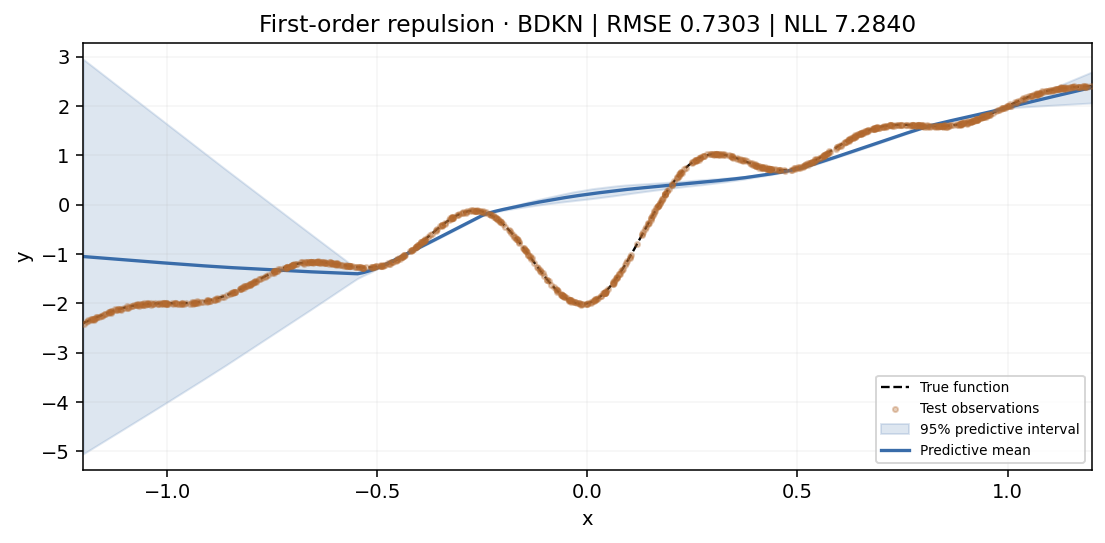 First-order repulsion · BDKN | RMSE 0.7303 | NLL 7.2840
3
2
1
0
−1
−2
−3
−4
−5
y
−1.0
−0.5
0.0
0.5
1.0
x
True function
Test observations
95% predictive interval
Predictive mean